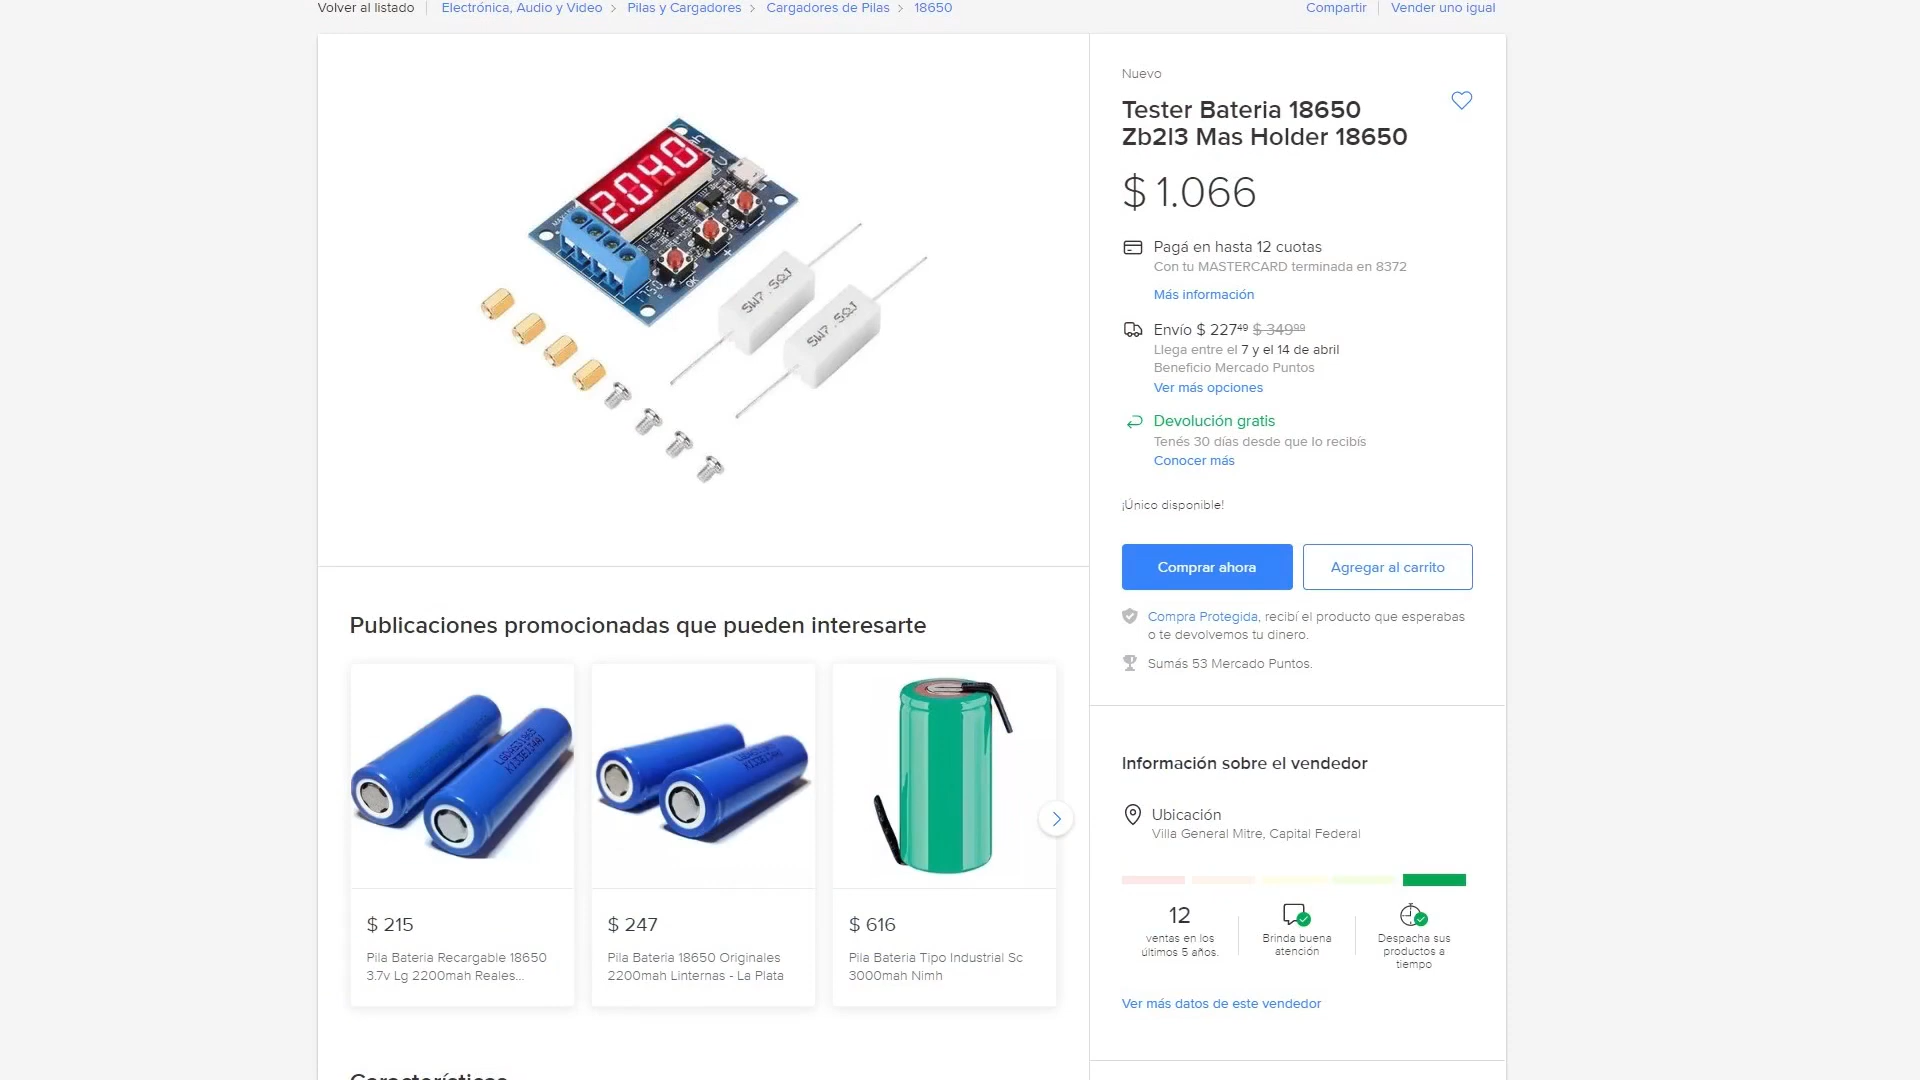 Volver al listado
Electrónica, Audio y Video
Pilas y Cargadores
Cargadores de Pilas
18650
Compartir
Vender uno igual
2.040
OK
5W7.5ΩJ
5W7.5ΩJ
Nuevo
Tester Bateria 18650
Zb2l3 Mas Holder 18650
$ 1.066
Pagá en hasta 12 cuotas
Con tu MASTERCARD terminada en 8372
Más información
Envío $ 227⁴⁹ $ 349⁹⁹
Llega entre el 7 y el 14 de abril
Beneficio Mercado Puntos
Ver más opciones
Devolución gratis
Tenés 30 días desde que lo recibís
Conocer más
¡Único disponible!
Comprar ahora
Agregar al carrito
Compra Protegida, recibí el producto que esperabas
o te devolvemos tu dinero.
Sumás 53 Mercado Puntos.
Publicaciones promocionadas que pueden interesarte
$ 215
Pila Bateria Recargable 18650
3.7v Lg 2200mah Reales...
$ 247
Pila Bateria 18650 Originales
2200mah Linternas - La Plata
$ 616
Pila Bateria Tipo Industrial Sc
3000mah Nimh
Información sobre el vendedor
Ubicación
Villa General Mitre, Capital Federal
12
ventas en los
últimos 5 años.
Brinda buena
atención
Despacha sus
productos a
tiempo
Ver más datos de este vendedor
Características